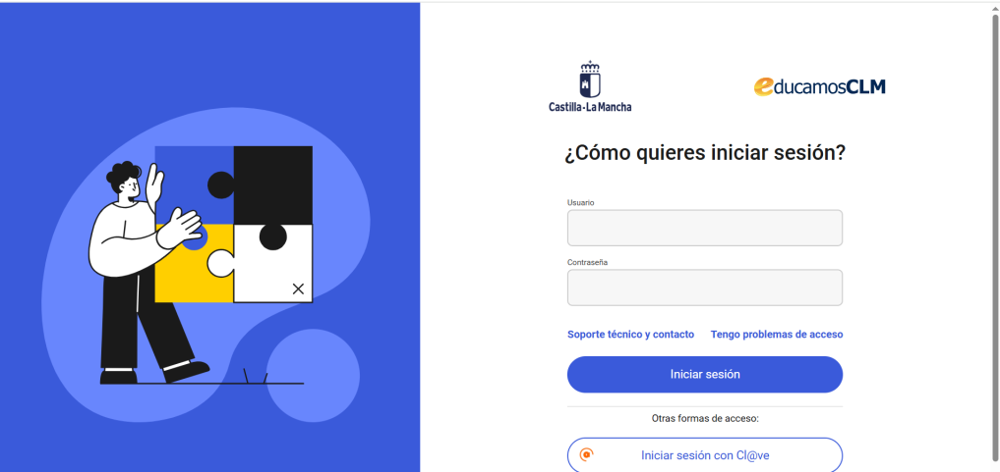 Castilla-La Mancha
educamosCLM
¿Cómo quieres iniciar sesión?
Usuario
Contraseña
Soporte técnico y contacto Tengo problemas de acceso
Iniciar sesión
Otras formas de acceso:
Iniciar sesión con Cl@ve